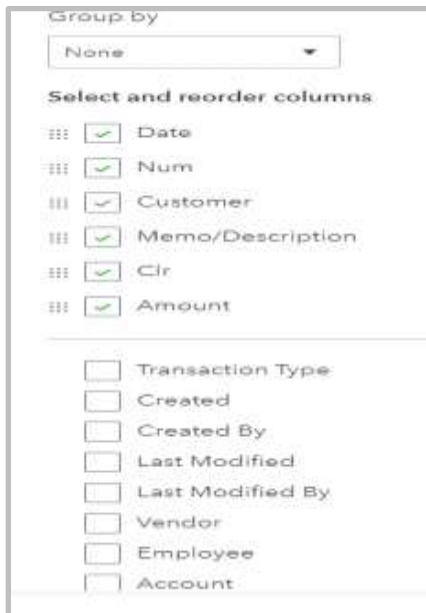 Group by
None
Select and reorder columns
Date
Num
Customer
Memo/Description
Clr
Amount
Transaction Type
Created
Created By
Last Modified
Last Modified By
Vendor
Employee
Account